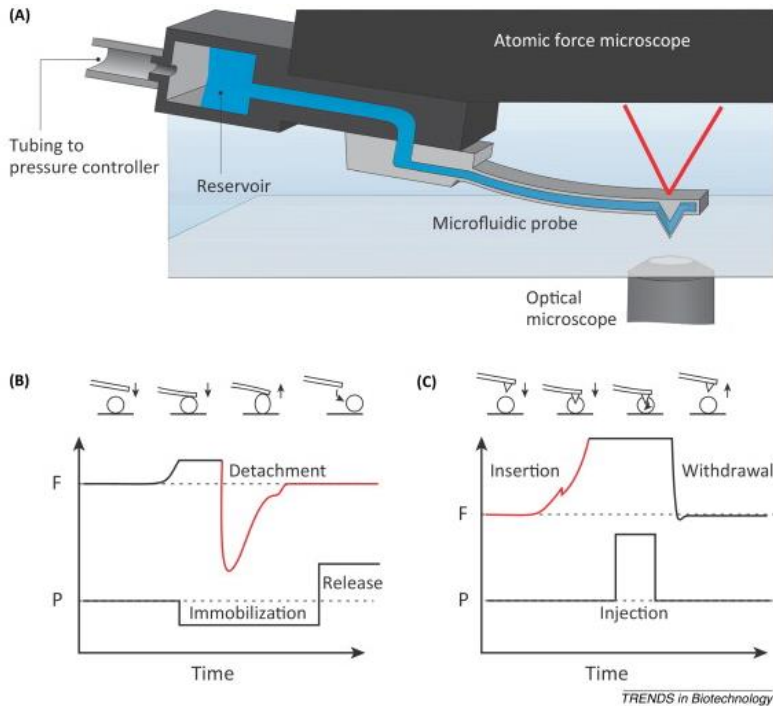 (A)
Atomic force microscope
Tubing to
pressure controller
Reservoir
Microfluidic probe
Optical
microscope
(B)
F
Detachment
P
Immobilization
Release
Time
(C)
Insertion
Withdrawal
F
P
Injection
Time
TRENDS in Biotechnology